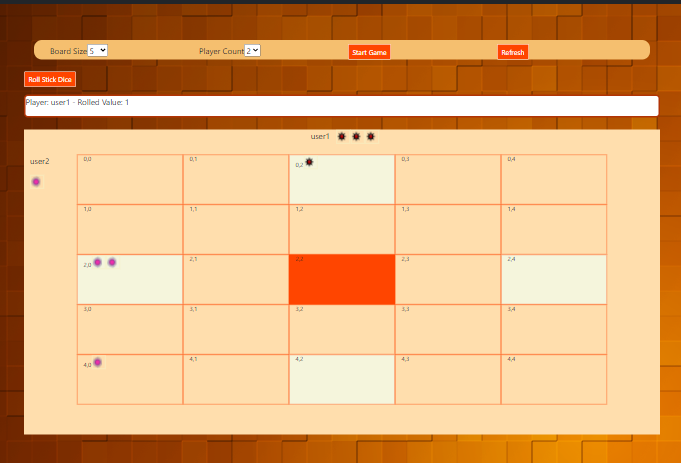 Board Size S Player Count 2 Start Game Refresh
Roll Stick Dice
Player: user1 - Rolled Value: 1
user1
user2
0,0 0,1 0,2 0,3 0,4
1,0 1,1 1,2 1,3 1,4
2,0 2,1 2,2 2,3 2,4
3,0 3,1 3,2 3,3 3,4
4,0 4,1 4,2 4,3 4,4